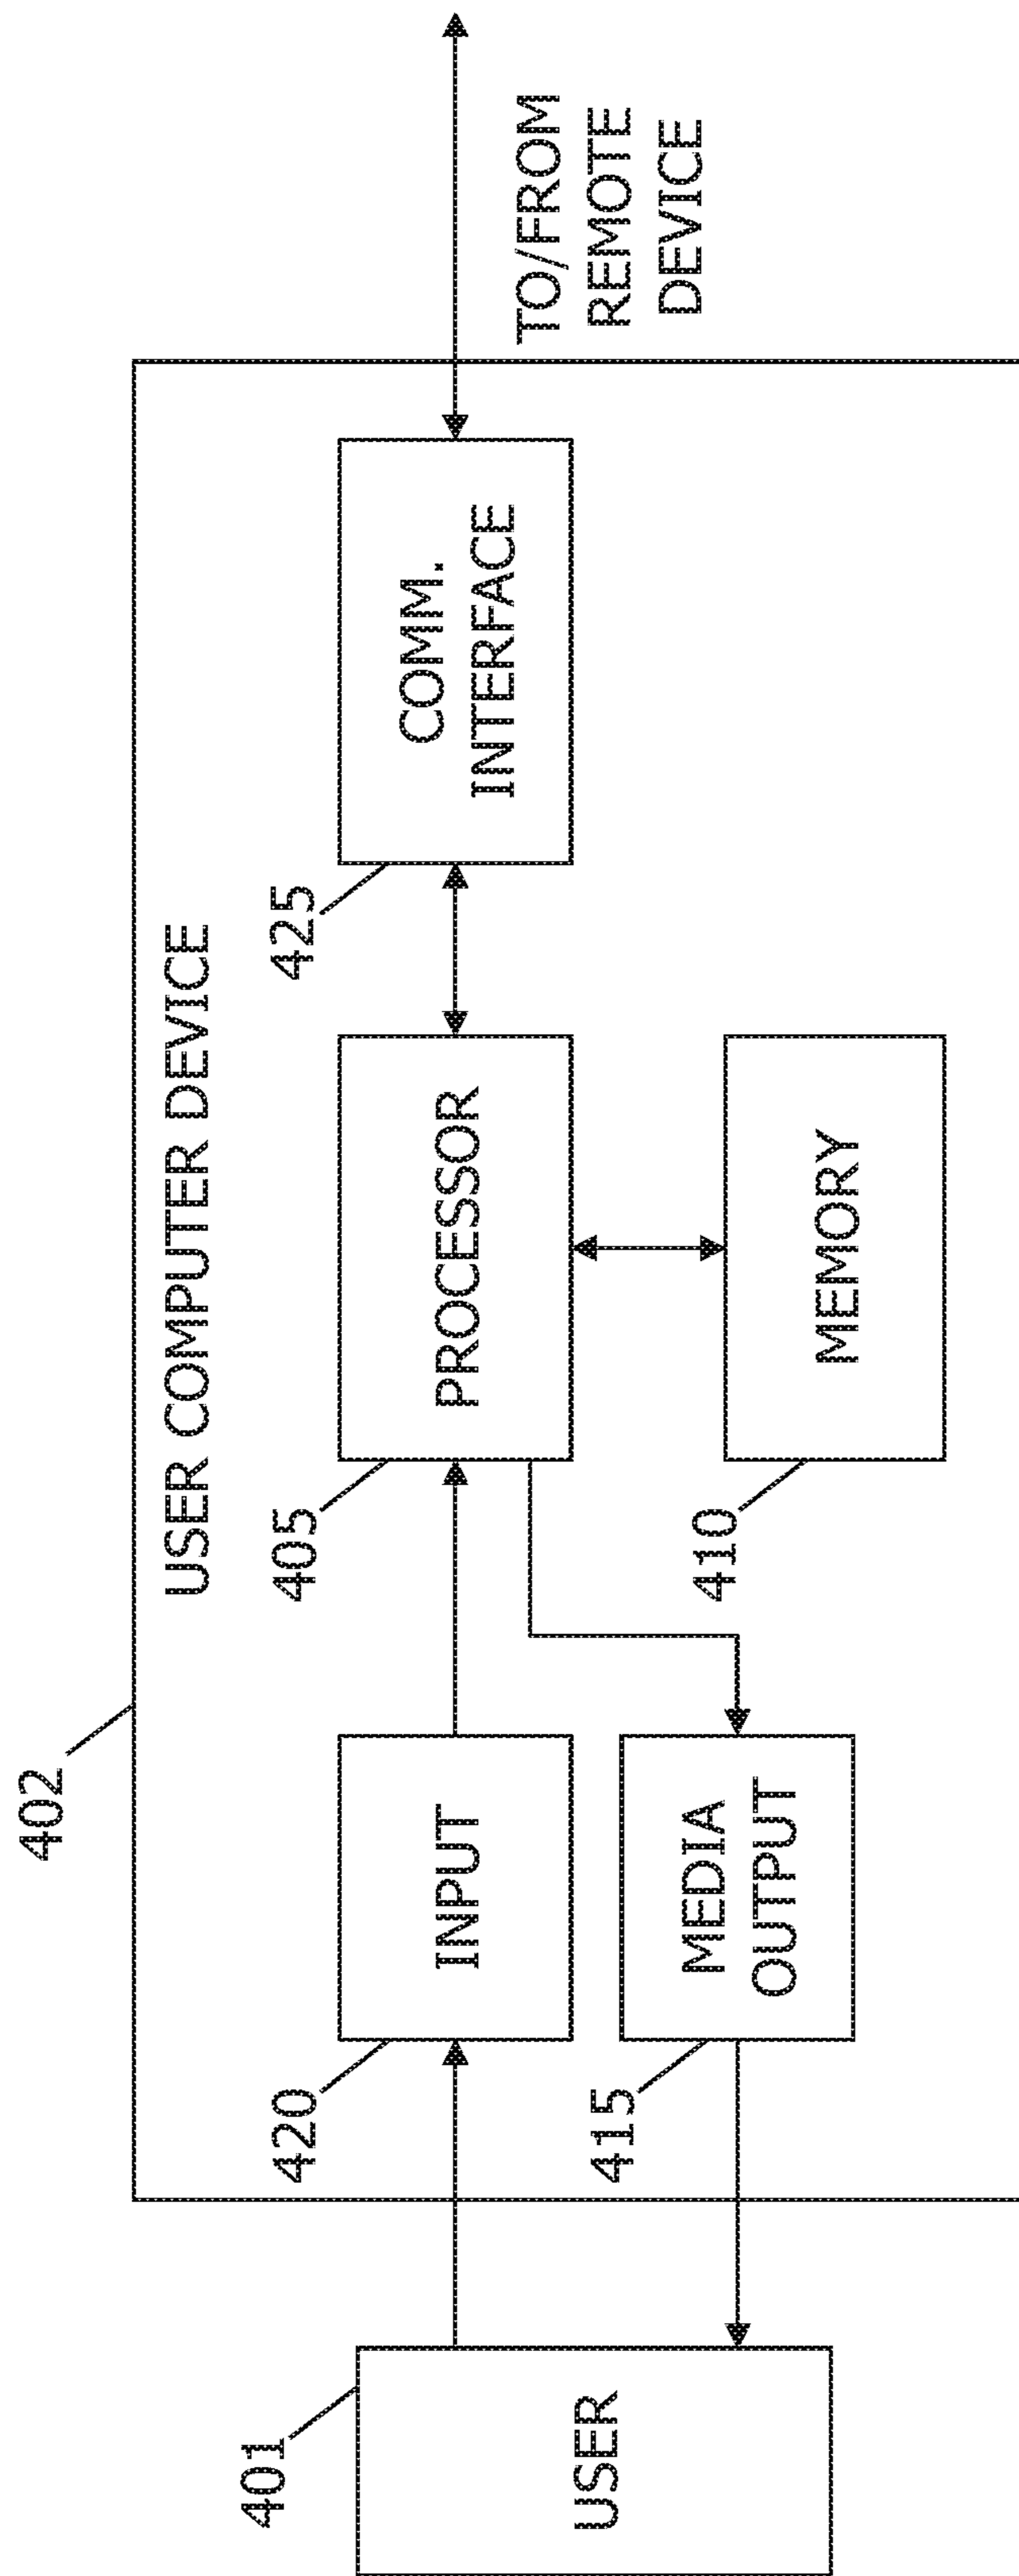 402
USER COMPUTER DEVICE
401
USER
420
INPUT
415
MEDIA
OUTPUT
405
PROCESSOR
410
MEMORY
425
COMM.
INTERFACE
TO/FROM
REMOTE
DEVICE